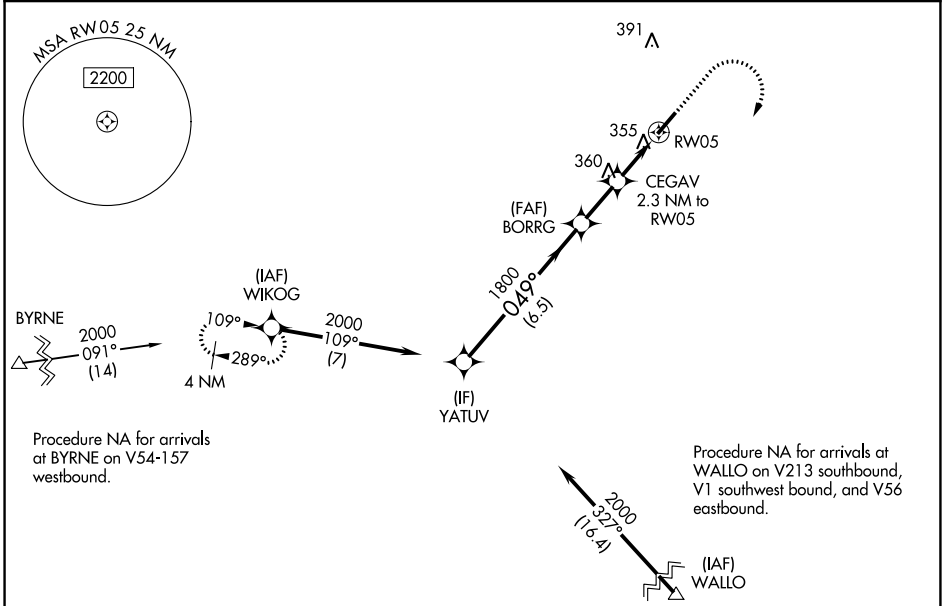 MSA RW05 25 NM
2200
391
355
RW05
360
CEGAV
2.3 NM to
RW05
(FAF)
BORRG
1800
049°
(6.5)
(IAF)
WIKOG
BYRNE
2000
091°
(14)
109°
289°
4 NM
2000
109°
(7)
(IF)
YATUV
Procedure NA for arrivals
at BYRNE on V54-157
westbound.
Procedure NA for arrivals at
WALLO on V213 southbound,
V1 southwest bound, and V56
eastbound.
2000
327°
(16.4)
(IAF)
WALLO